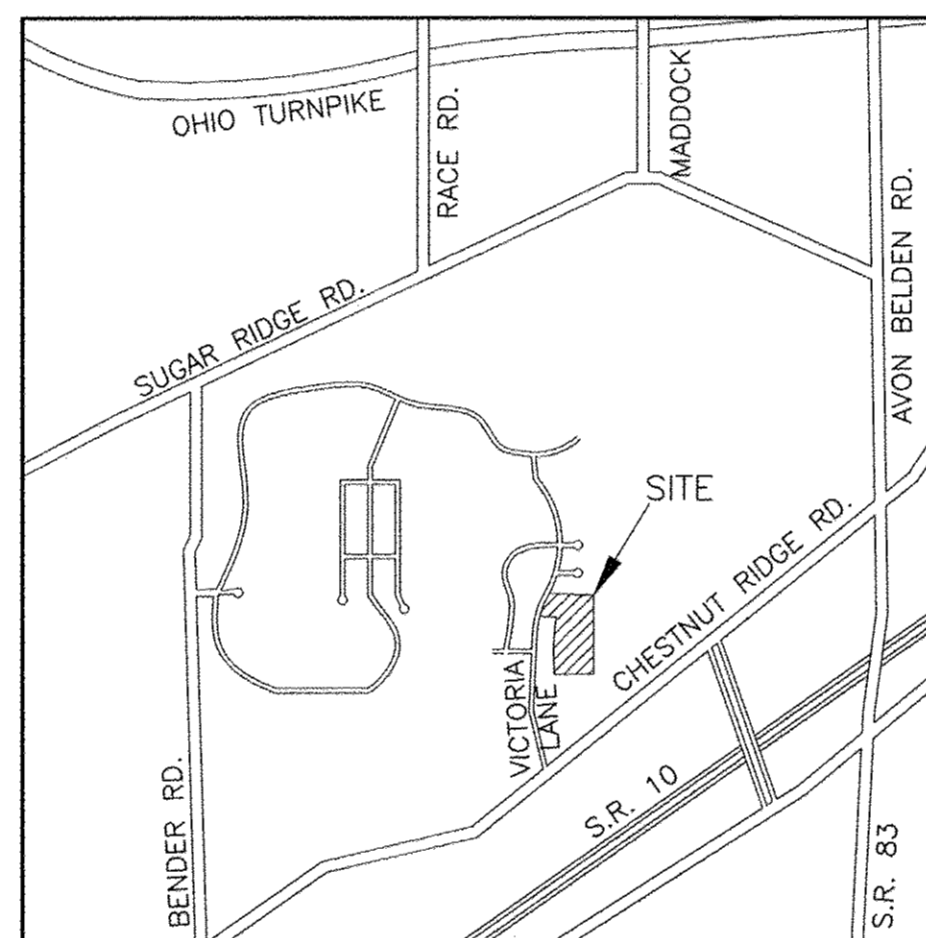 OHIO TURNPIKE
RACE RD.
MADDOCK
AVON BELDEN RD.
SUGAR RIDGE RD.
SITE
CHESTNUT RIDGE RD.
VICTORIA
LANE
S.R. 10
BENDER RD.
S.R. 83